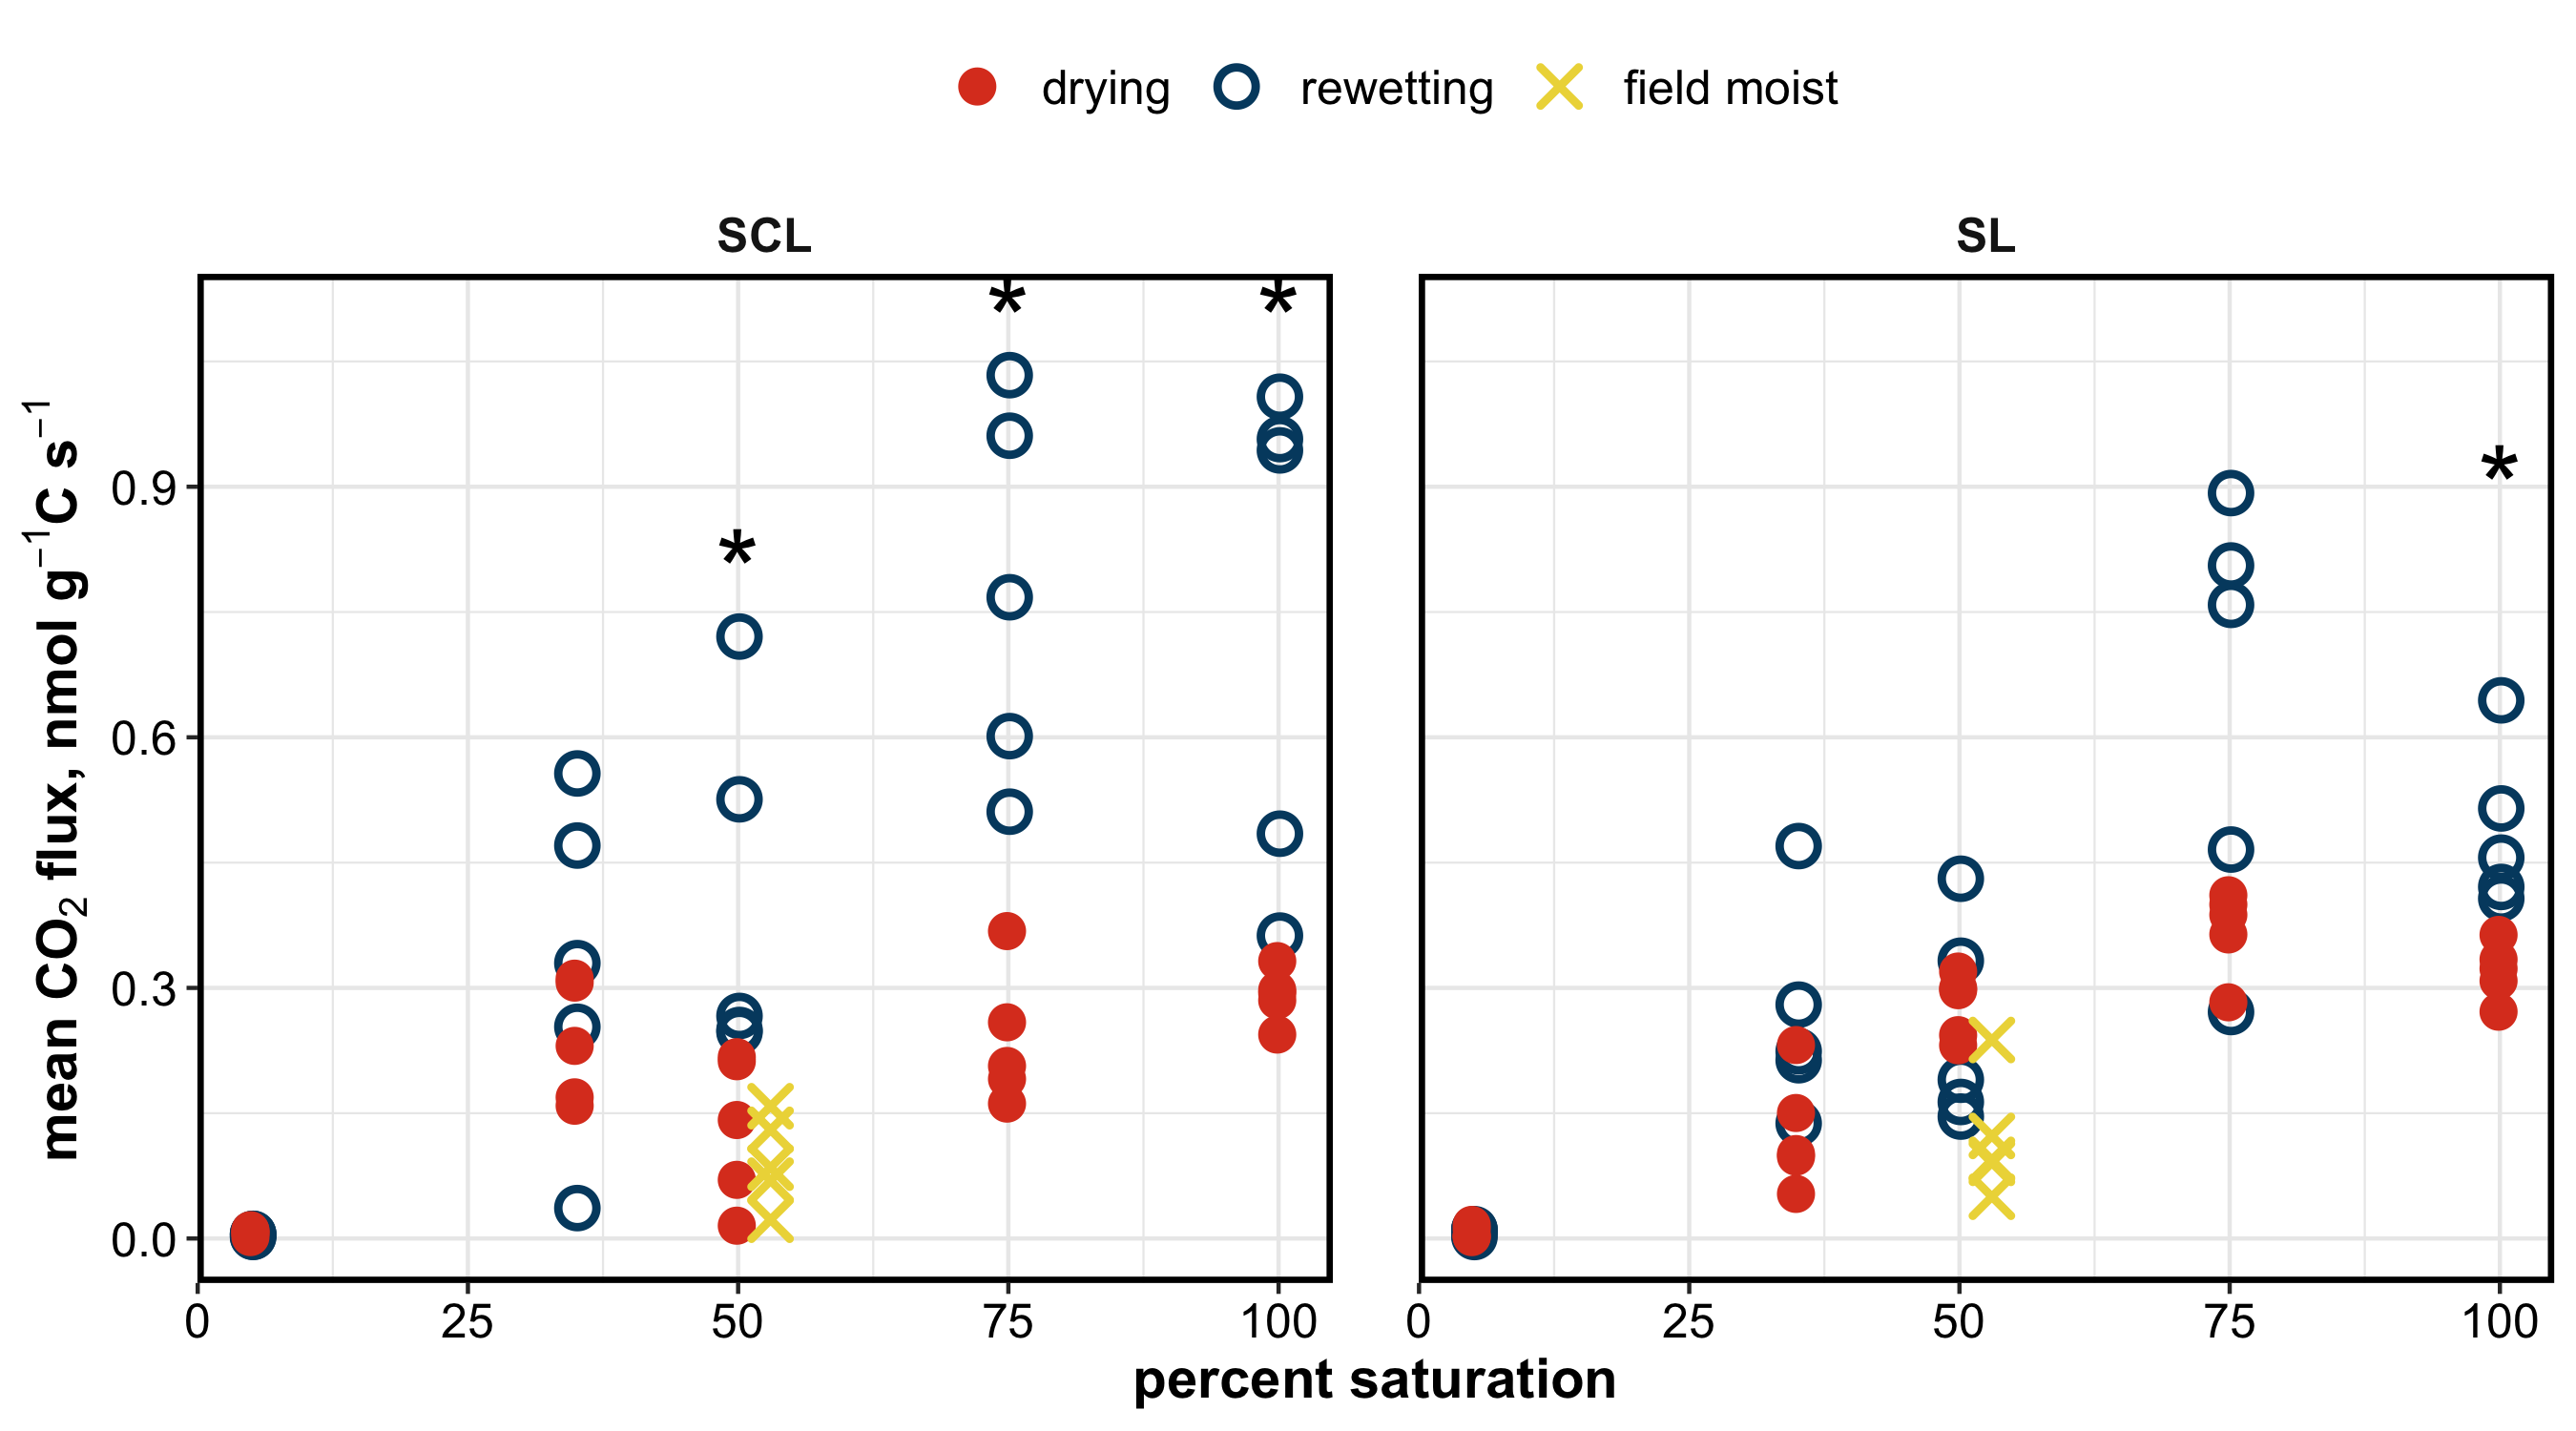 drying rewetting field moist
SCL
SL
* * *
*
mean CO₂ flux, nmol g⁻¹C s⁻¹
0.9
0.6
0.3
0.0
0 25 50 75 100
0 25 50 75 100
percent saturation